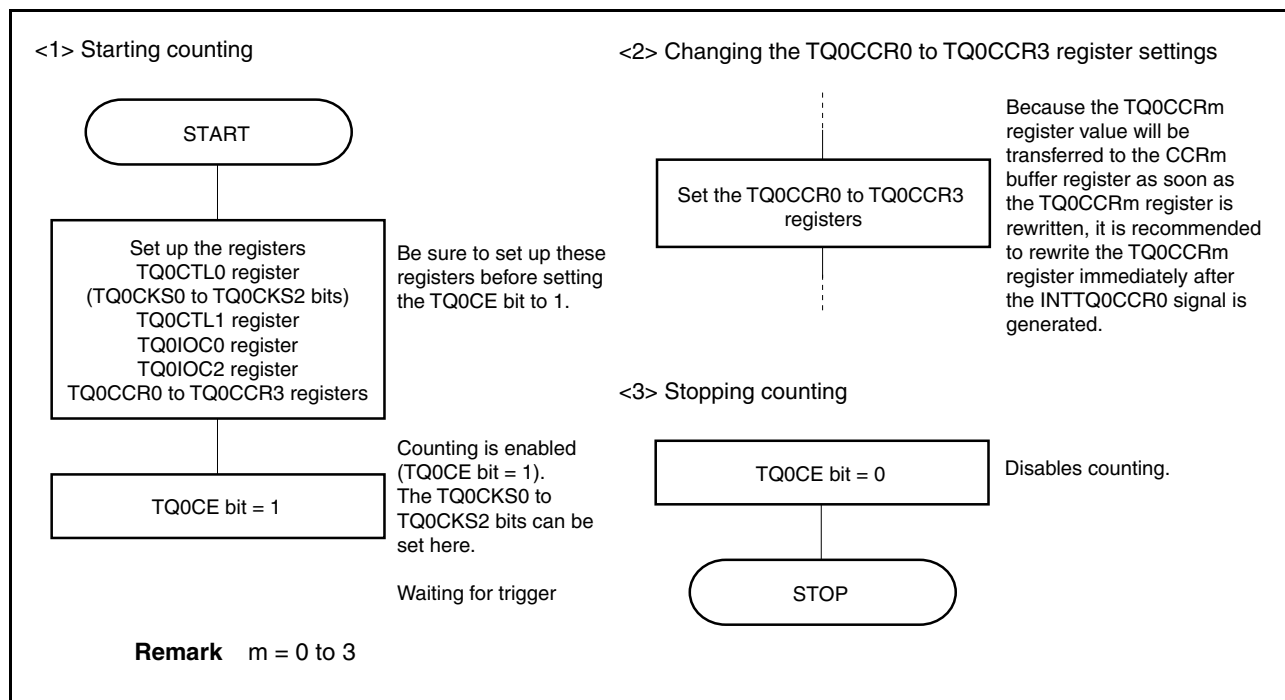 <1> Starting counting
START
Set up the registers
TQ0CTL0 register
(TQ0CKS0 to TQ0CKS2 bits)
TQ0CTL1 register
TQ0IOC0 register
TQ0IOC2 register
TQ0CCR0 to TQ0CCR3 registers
Be sure to set up these
registers before setting
the TQ0CE bit to 1.
TQ0CE bit = 1
Counting is enabled
(TQ0CE bit = 1).
The TQ0CKS0 to
TQ0CKS2 bits can be
set here.
Waiting for trigger
<2> Changing the TQ0CCR0 to TQ0CCR3 register settings
Set the TQ0CCR0 to TQ0CCR3
registers
Because the TQ0CCRm
register value will be
transferred to the CCRm
buffer register as soon as
the TQ0CCRm register is
rewritten, it is recommended
to rewrite the TQ0CCRm
register immediately after
the INTTQ0CCR0 signal is
generated.
<3> Stopping counting
TQ0CE bit = 0
Disables counting.
STOP
Remark m = 0 to 3